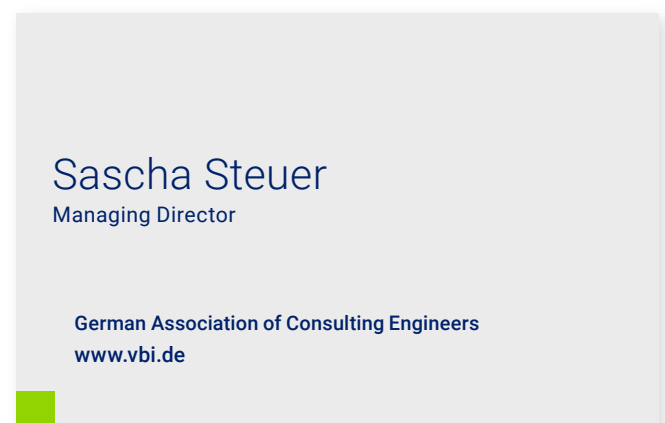 Sascha Steuer
Managing Director
German Association of Consulting Engineers
www.vbi.de